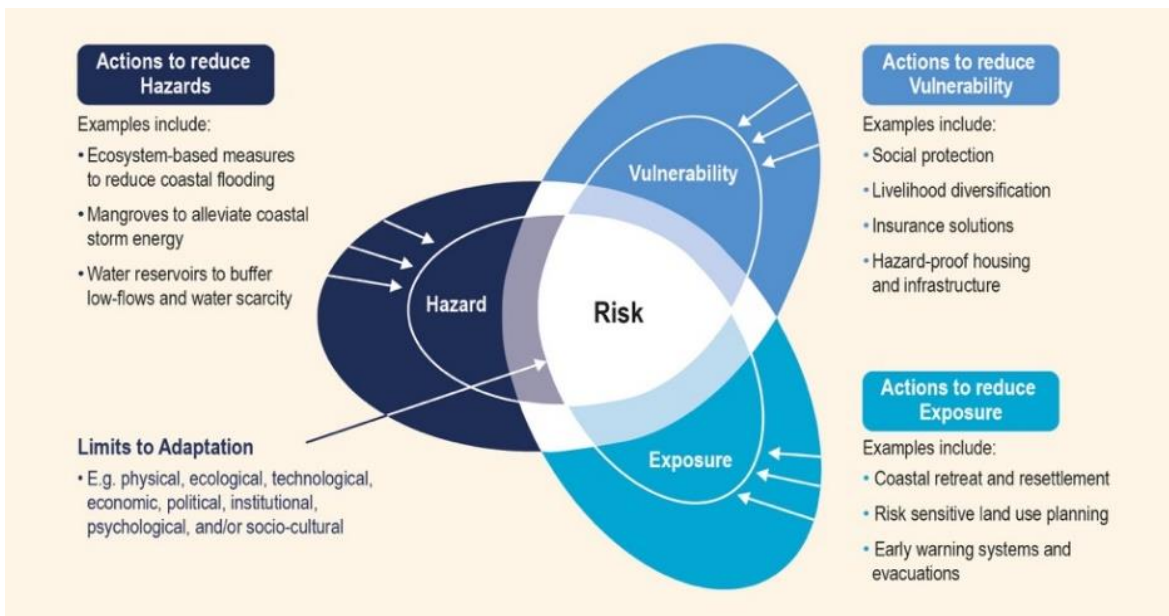 Actions to reduce
Hazards
Examples include:
• Ecosystem-based measures
to reduce coastal flooding
• Mangroves to alleviate coastal
storm energy
• Water reservoirs to buffer
low-flows and water scarcity
Limits to Adaptation
• E.g. physical, ecological, technological,
economic, political, institutional,
psychological, and/or socio-cultural
Vulnerability
Hazard
Risk
Exposure
Actions to reduce
Vulnerability
Examples include:
• Social protection
• Livelihood diversification
• Insurance solutions
• Hazard-proof housing
and infrastructure
Actions to reduce
Exposure
Examples include:
• Coastal retreat and resettlement
• Risk sensitive land use planning
• Early warning systems and
evacuations